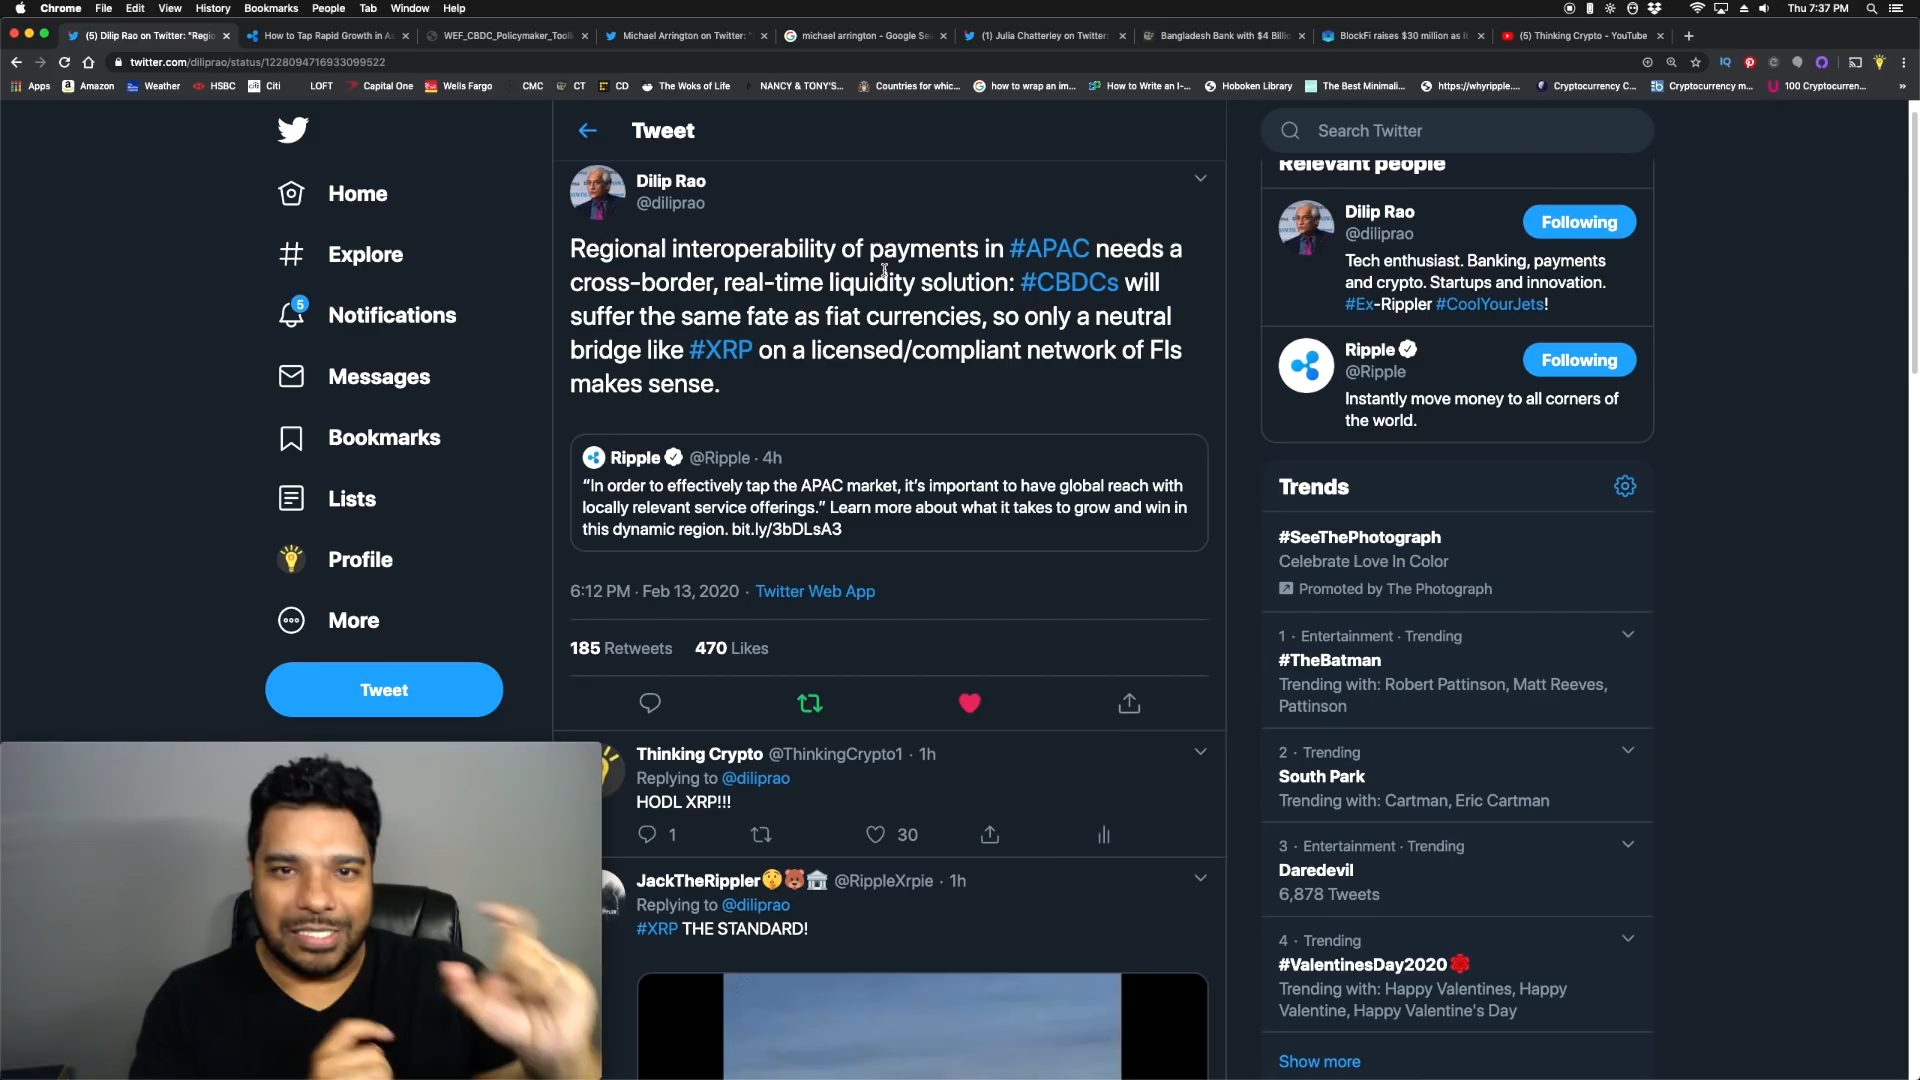 Chrome File Edit View History Bookmarks People Tab Window Help Thu 7:37 PM
(5) Dilip Rao on Twitter: "Regio How to Tap Rapid Growth in As WEF_CBDC_Policymaker_Tool Michael Arrington on Twitter: " michael arrington - Google Se (1) Julia Chatterley on Twitter: Bangladesh Bank with $4 Billi BlockFi raises $30 million as it (5) Thinking Crypto - YouTube
twitter.com/diliprao/status/1228094716933099522
Apps Amazon Weather HSBC Citi LOFT Capital One Wells Fargo CMC CT CD The Woks of Life NANCY & TONY'S... Countries for whic... how to wrap an im... How to Write an I-... Hoboken Library The Best Minimali... https://whyripple.... Cryptocurrency C... Cryptocurrency m... 100 Cryptocurren... »
Home
Explore
5
Notifications
Messages
Bookmarks
Lists
Profile
More
Tweet
Tweet
Dilip Rao
@diliprao
Regional interoperability of payments in #APAC needs a
cross-border, real-time liquidity solution: #CBDCs will
suffer the same fate as fiat currencies, so only a neutral
bridge like #XRP on a licensed/compliant network of FIs
makes sense.
Ripple @Ripple · 4h
“In order to effectively tap the APAC market, it’s important to have global reach with
locally relevant service offerings.” Learn more about what it takes to grow and win in
this dynamic region. bit.ly/3bDLsA3
6:12 PM · Feb 13, 2020 · Twitter Web App
185 Retweets 470 Likes
Thinking Crypto @ThinkingCrypto1 · 1h
Replying to @diliprao
HODL XRP!!!
1 30
JackTheRippler @RippleXrpie · 1h
Replying to @diliprao
#XRP THE STANDARD!
Search Twitter
Relevant people
Dilip Rao
@diliprao
Following
Tech enthusiast. Banking, payments
and crypto. Startups and innovation.
#Ex-Rippler #CoolYourJets!
Ripple
@Ripple
Following
Instantly move money to all corners of
the world.
Trends
#SeeThePhotograph
Celebrate Love In Color
Promoted by The Photograph
1 · Entertainment · Trending
#TheBatman
Trending with: Robert Pattinson, Matt Reeves,
Pattinson
2 · Trending
South Park
Trending with: Cartman, Eric Cartman
3 · Entertainment · Trending
Daredevil
6,878 Tweets
4 · Trending
#ValentinesDay2020
Trending with: Happy Valentines, Happy
Valentine, Happy Valentine's Day
Show more